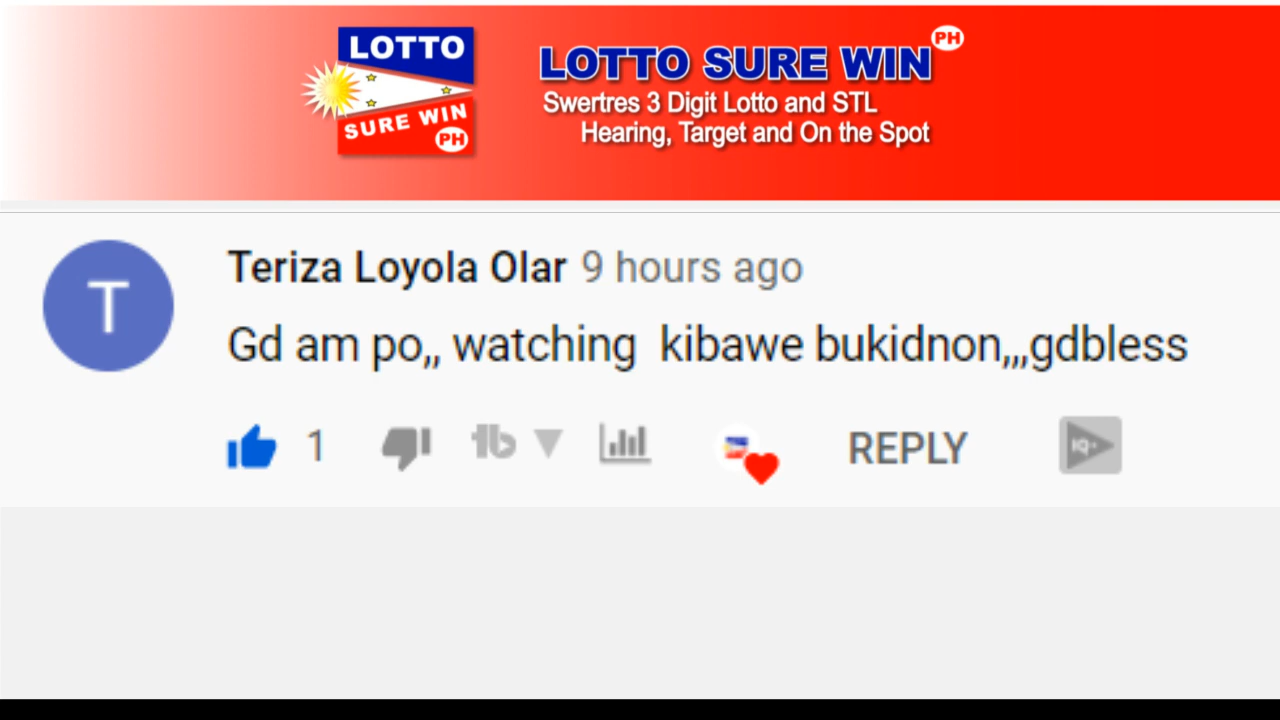 LOTTO
SURE WIN
PH
LOTTO SURE WIN PH
Swertres 3 Digit Lotto and STL
Hearing, Target and On the Spot
T
Teriza Loyola Olar 9 hours ago
Gd am po,, watching kibawe bukidnon,,,gdbless
1
REPLY
IQ+